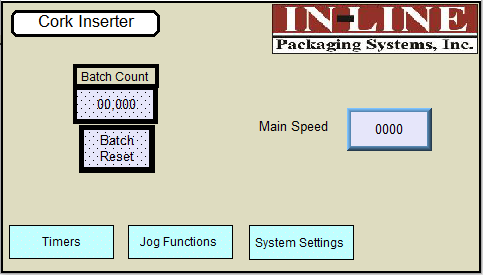 Cork Inserter
IN-LINE
Packaging Systems, Inc.
Batch Count
00,000
Batch
Reset
Main Speed
0000
Timers
Jog Functions
System Settings